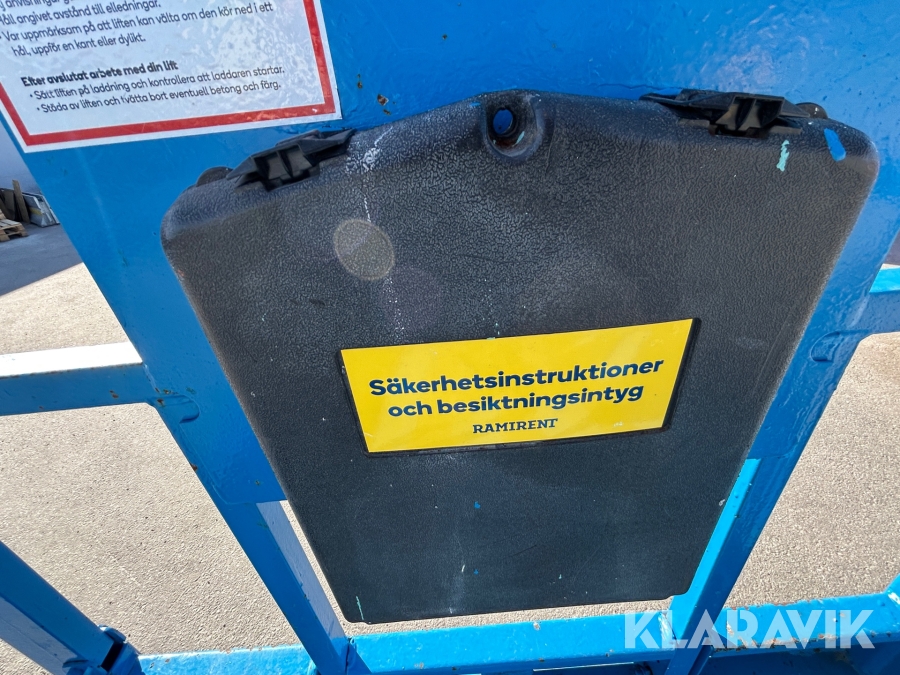 anvisningar
Håll angivet avstånd till elledningar.
• Var uppmärksam på att liften kan välta om den kör ned i ett
hål, uppför en kant eller dylikt.
Efter avslutat arbete med din lift
• Sätt liften på laddning och kontrollera att laddaren startar.
• Städa av liften och tvätta bort eventuell betong och färg.
Säkerhetsinstruktioner
och besiktningsintyg
RAMIRENT
KLARAVIK